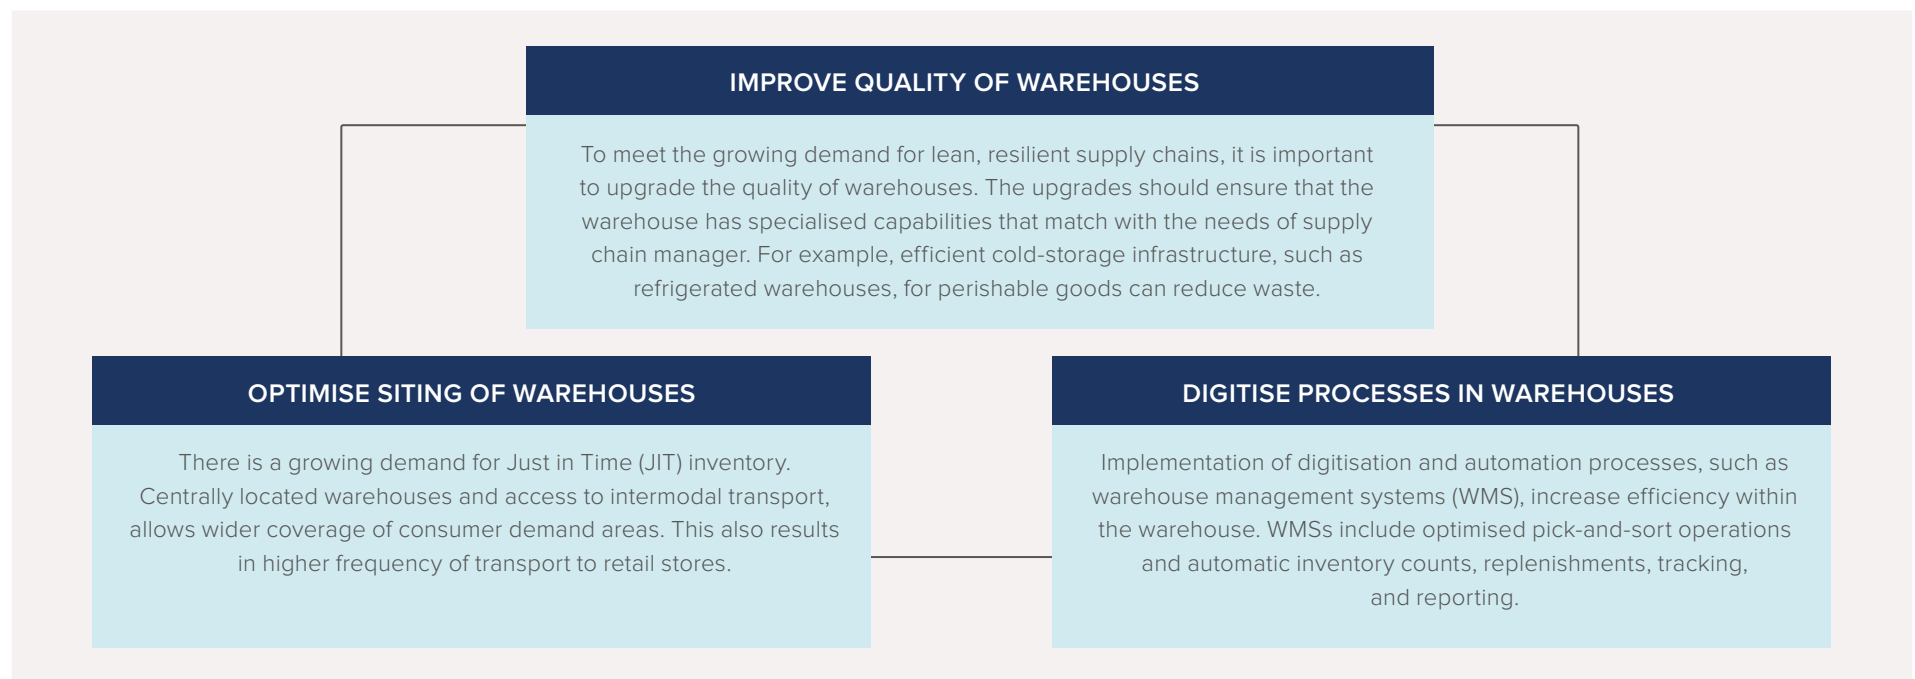 IMPROVE QUALITY OF WAREHOUSES
To meet the growing demand for lean, resilient supply chains, it is important
to upgrade the quality of warehouses. The upgrades should ensure that the
warehouse has specialised capabilities that match with the needs of supply
chain manager. For example, efficient cold-storage infrastructure, such as
refrigerated warehouses, for perishable goods can reduce waste.
OPTIMISE SITING OF WAREHOUSES
There is a growing demand for Just in Time (JIT) inventory.
Centrally located warehouses and access to intermodal transport,
allows wider coverage of consumer demand areas. This also results
in higher frequency of transport to retail stores.
DIGITISE PROCESSES IN WAREHOUSES
Implementation of digitisation and automation processes, such as
warehouse management systems (WMS), increase efficiency within
the warehouse. WMSs include optimised pick-and-sort operations
and automatic inventory counts, replenishments, tracking,
and reporting.